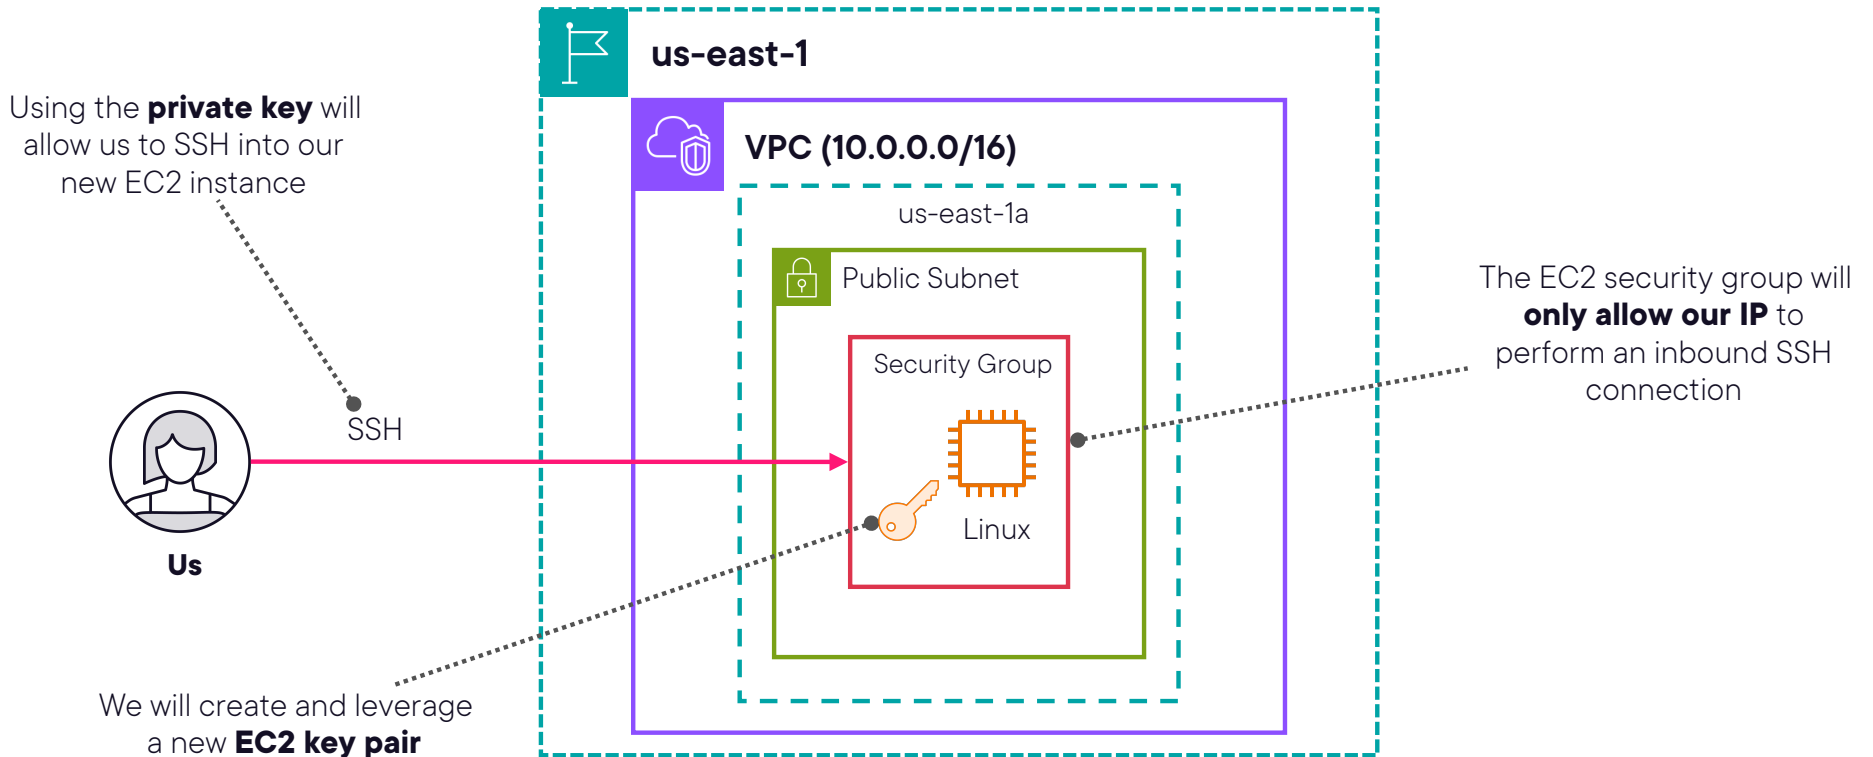 us-east-1
Using the private key will
allow us to SSH into our
new EC2 instance
VPC (10.0.0.0/16)
us-east-1a
Public Subnet
The EC2 security group will
only allow our IP to
perform an inbound SSH
connection
Security Group
SSH
Linux
Us
We will create and leverage
a new EC2 key pair